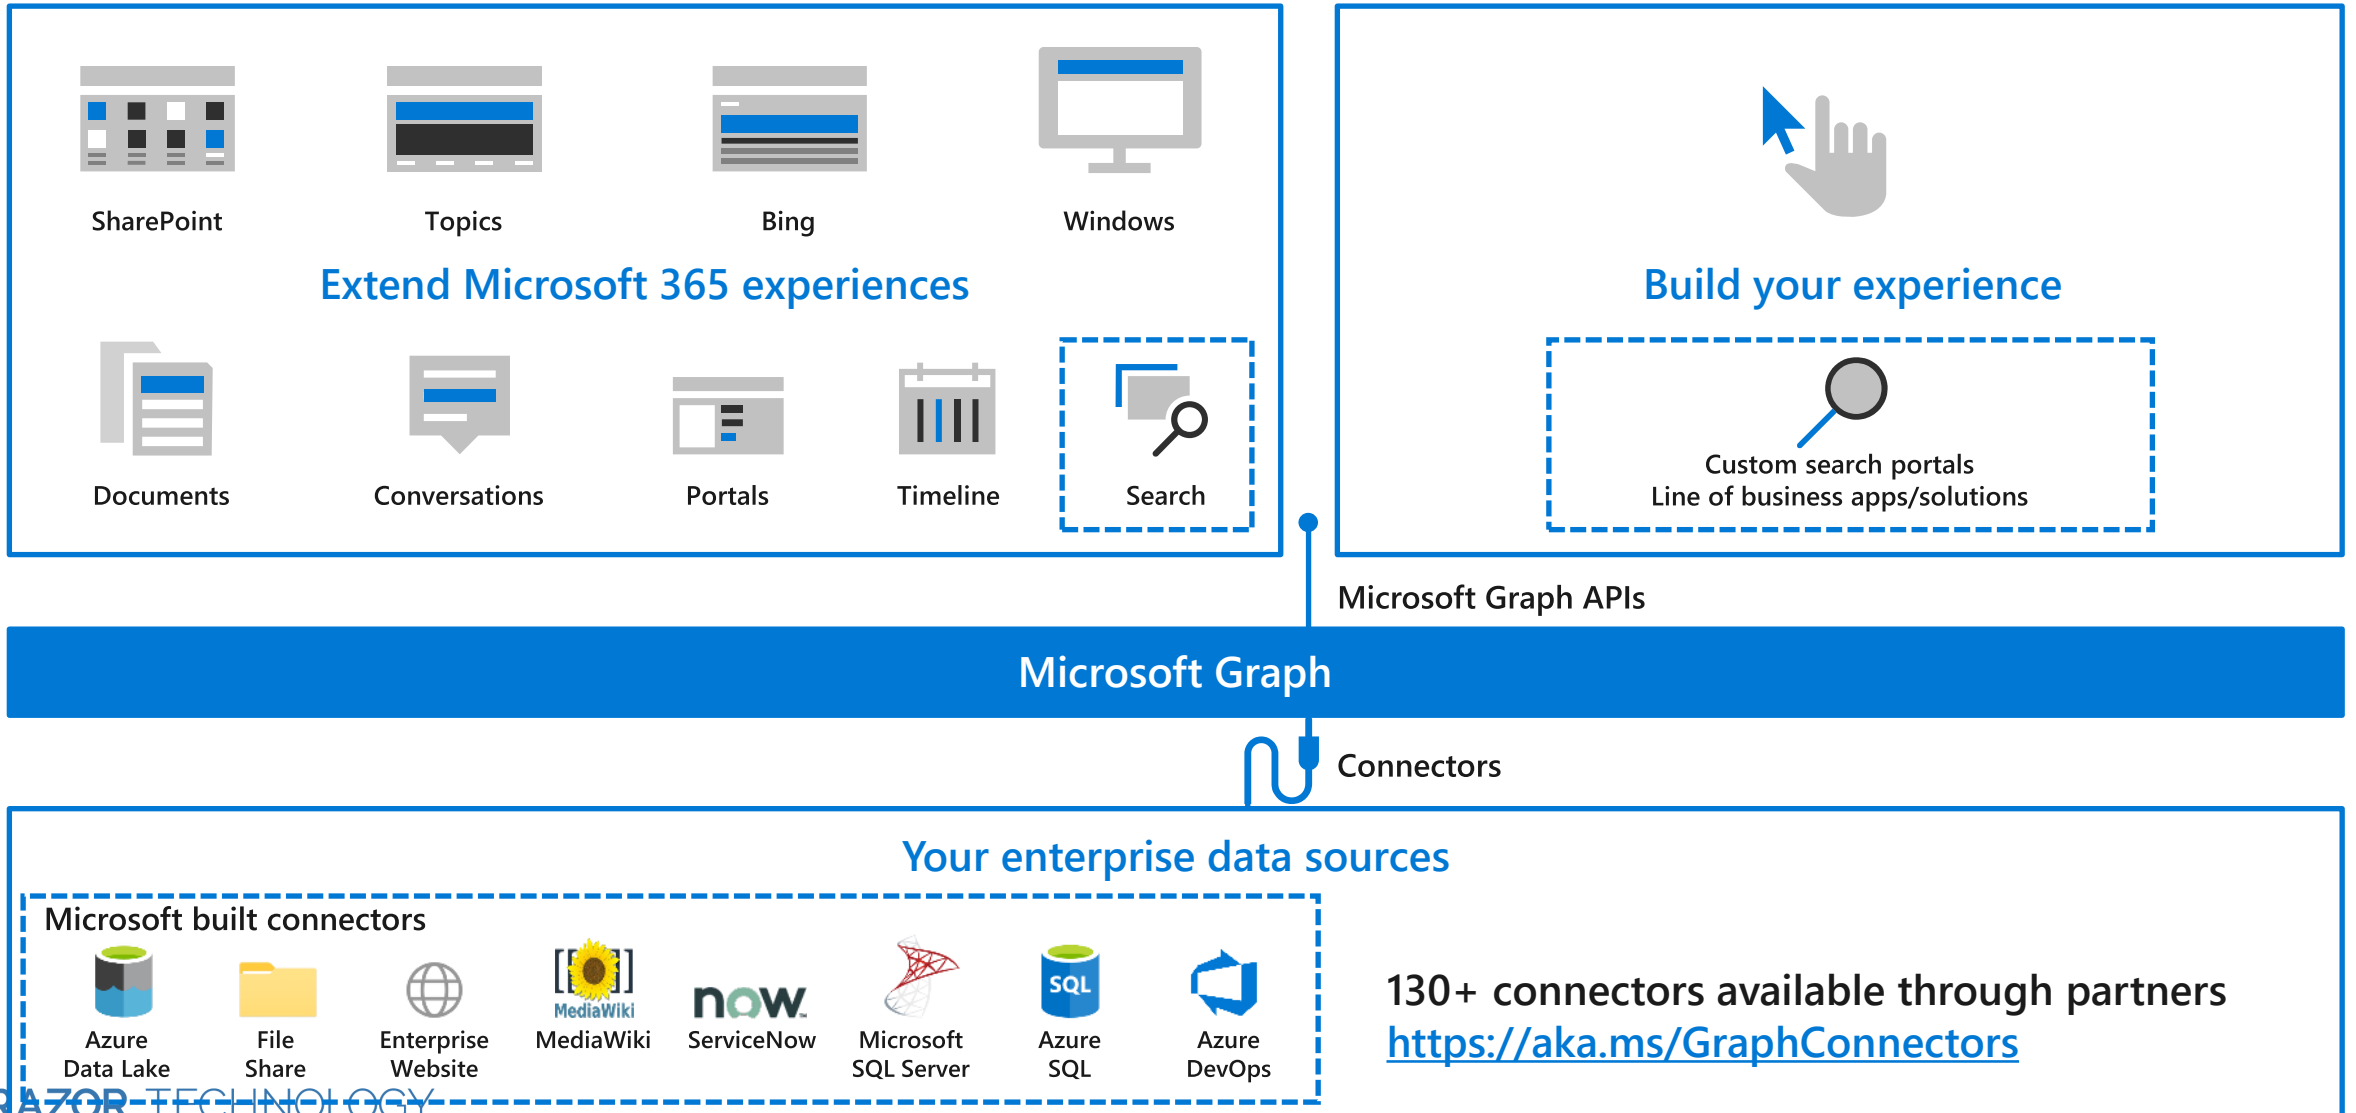 SharePoint
Topics
Bing
Windows
Extend Microsoft 365 experiences
Documents
Conversations
Portals
Timeline
Search
Build your experience
Custom search portals
Line of business apps/solutions
Microsoft Graph APIs
Microsoft Graph
Connectors
Your enterprise data sources
Microsoft built connectors
Azure
Data Lake
File
Share
Enterprise
Website
[[ ]]
MediaWiki
MediaWiki
now
ServiceNow
Microsoft
SQL Server
SQL
Azure
SQL
Azure
DevOps
130+ connectors available through partners
https://aka.ms/GraphConnectors
RAZOR TECHNOLOGY